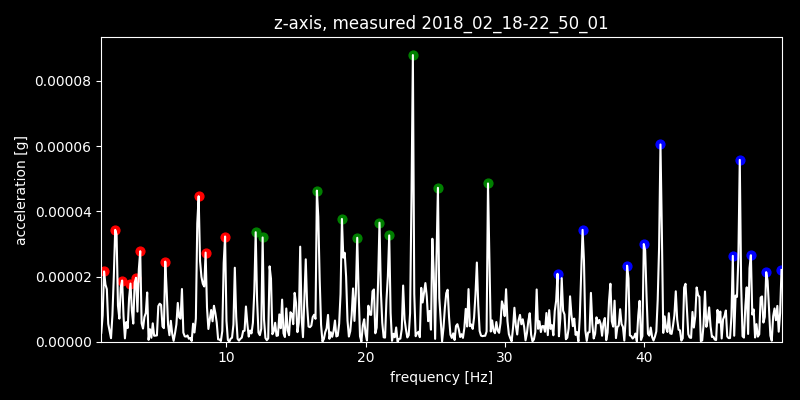 z-axis, measured 2018_02_18-22_50_01
0.00008
0.00006
0.00004
0.00002
0.00000
acceleration [g]
10 20 30 40
frequency [Hz]